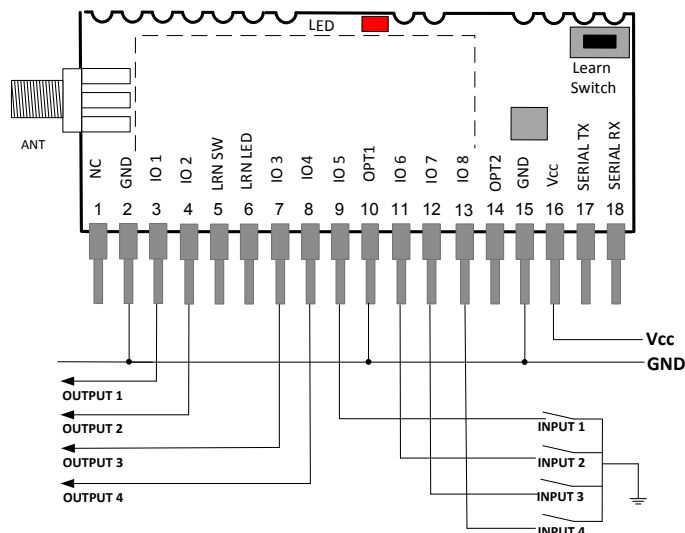 LED
Learn
Switch
ANT
NC
GND
IO 1
IO 2
LRN SW
LRN LED
IO 3
IO4
IO 5
OPT1
IO 6
IO 7
IO 8
OPT2
GND
Vcc
SERIAL TX
SERIAL RX
1 2 3 4 5 6 7 8 9 10 11 12 13 14 15 16 17 18
Vcc
GND
OUTPUT 1
OUTPUT 2
OUTPUT 3
OUTPUT 4
INPUT 1
INPUT 2
INPUT 3
INPUT 4